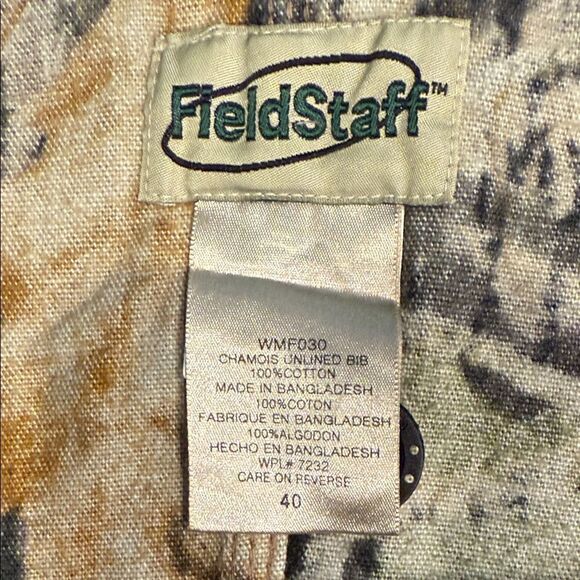 FieldStaff™
WMF030
CHAMOIS UNLINED BIB
100%COTTON
MADE IN BANGLADESH
100%COTON
FABRIQUE EN BANGLADESH
100%ALGODON
HECHO EN BANGLADESH
WPL# 7232
CARE ON REVERSE
40